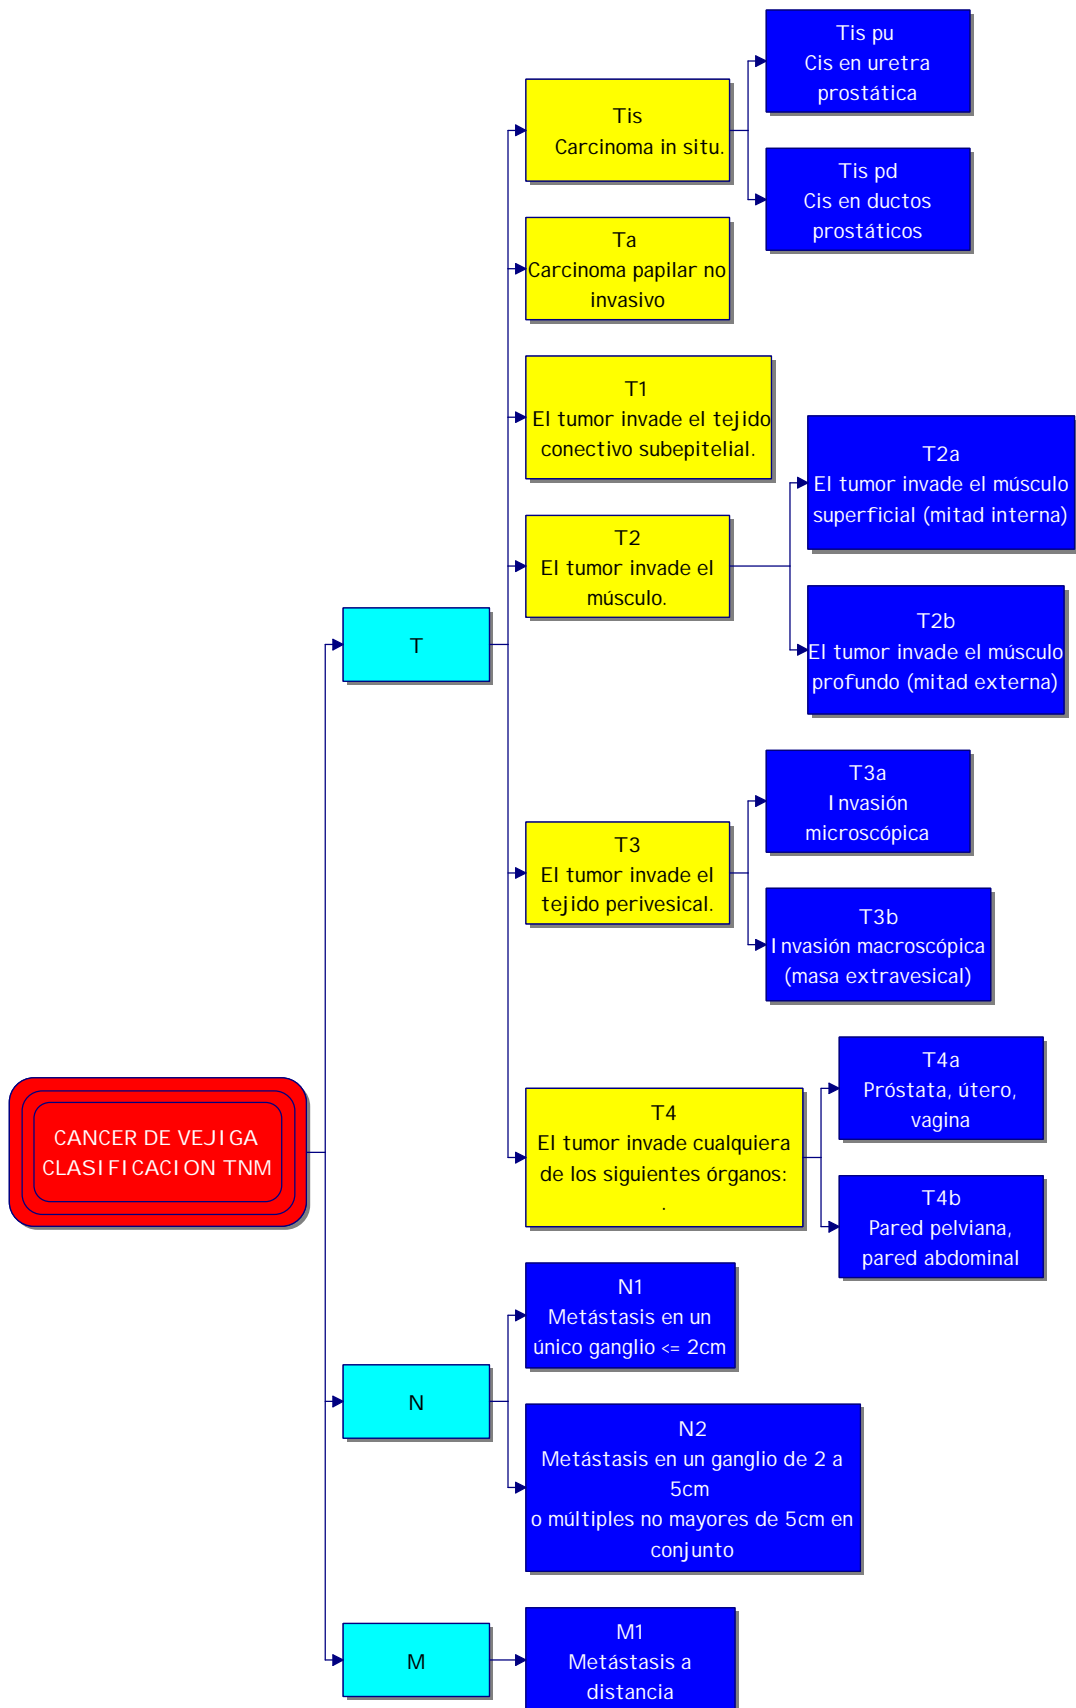 Tis pu
Cis en uretra
prostática
Tis
Carcinoma in situ.
Tis pd
Cis en ductos
prostáticos
Ta
Carcinoma papilar no
invasivo
T1
El tumor invade el tejido
conectivo subepitelial.
T2a
El tumor invade el músculo
superficial (mitad interna)
T2
El tumor invade el
músculo.
T2b
El tumor invade el músculo
profundo (mitad externa)
T
T3a
Invasión
microscópica
T3
El tumor invade el
tejido perivesical.
T3b
Invasión macroscópica
(masa extravesical)
T4a
Próstata, útero,
vagina
T4
El tumor invade cualquiera
de los siguientes órganos:
.
T4b
Pared pelviana,
pared abdominal
CANCER DE VEJIGA
CLASIFICACION TNM
N1
Metástasis en un
único ganglio <= 2cm
N
N2
Metástasis en un ganglio de 2 a
5cm
o múltiples no mayores de 5cm en
conjunto
M
M1
Metástasis a
distancia